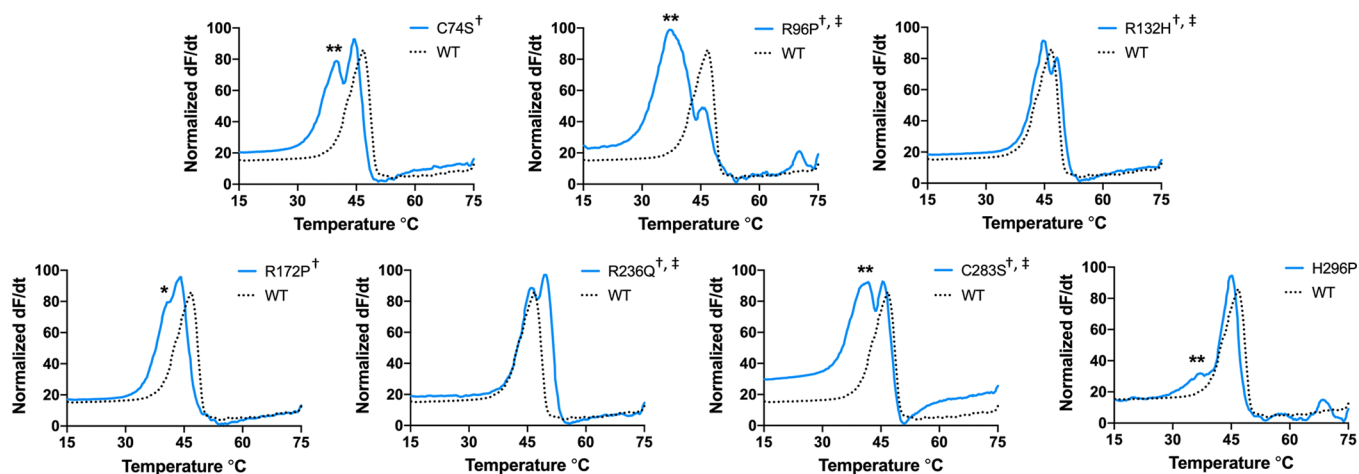 C74S†
WT
**
Normalized dF/dt
100
80
60
40
20
0
15 30 45 60 75
Temperature °C
R96P†, ‡
WT
**
Normalized dF/dt
100
80
60
40
20
0
15 30 45 60 75
Temperature °C
R132H†, ‡
WT
Normalized dF/dt
100
80
60
40
20
0
15 30 45 60 75
Temperature °C
R172P†
WT
*
Normalized dF/dt
100
80
60
40
20
0
15 30 45 60 75
Temperature °C
R236Q†, ‡
WT
Normalized dF/dt
100
80
60
40
20
0
15 30 45 60 75
Temperature °C
C283S†, ‡
WT
**
Normalized dF/dt
100
80
60
40
20
0
15 30 45 60 75
Temperature °C
H296P
WT
**
Normalized dF/dt
100
80
60
40
20
0
15 30 45 60 75
Temperature °C